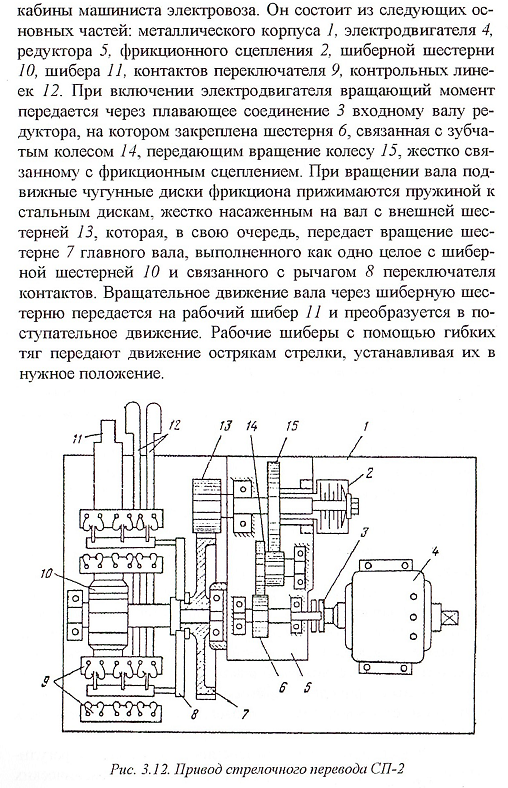 кабины машиниста электровоза. Он состоит из следующих ос-
новных частей: металлического корпуса 1, электродвигателя 4,
редуктора 5, фрикционного сцепления 2, шиберной шестерни
10, шибера 11, контактов переключателя 9, контрольных лине-
ек 12. При включении электродвигателя вращающий момент
передается через плавающее соединение 3 входному валу ре-
дуктора, на котором закреплена шестерня 6, связанная с зубча-
тым колесом 14, передающим вращение колесу 15, жестко свя-
занному с фрикционным сцеплением. При вращении вала под-
вижные чугунные диски фрикциона прижимаются пружиной к
стальным дискам, жестко насаженным на вал с внешней шес-
терней 13, которая, в свою очередь, передает вращение шес-
терне 7 главного вала, выполненного как одно целое с шибер-
ной шестерней 10 и связанного с рычагом 8 переключателя
контактов. Вращательное движение вала через шиберную шес-
терню передается на рабочий шибер 11 и преобразуется в по-
ступательное движение. Рабочие шиберы с помощью гибких
тяг передают движение острякам стрелки, устанавливая их в
нужное положение.
11
12
13
14
15
1
2
3
4
10
9
8
7
6
5
Рис. 3.12. Привод стрелочного перевода СП-2